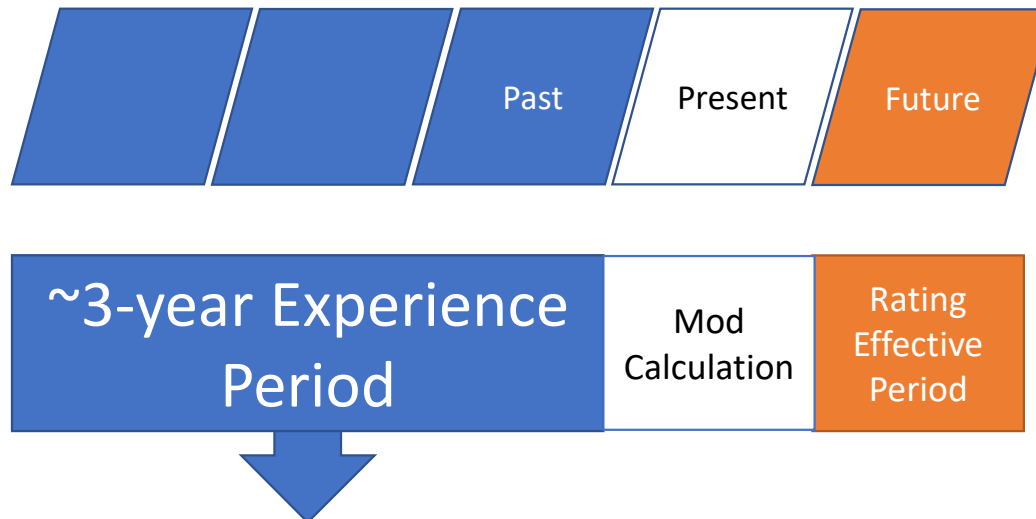 Past
Present
Future
~3-year Experience
Period
Mod
Calculation
Rating
Effective
Period